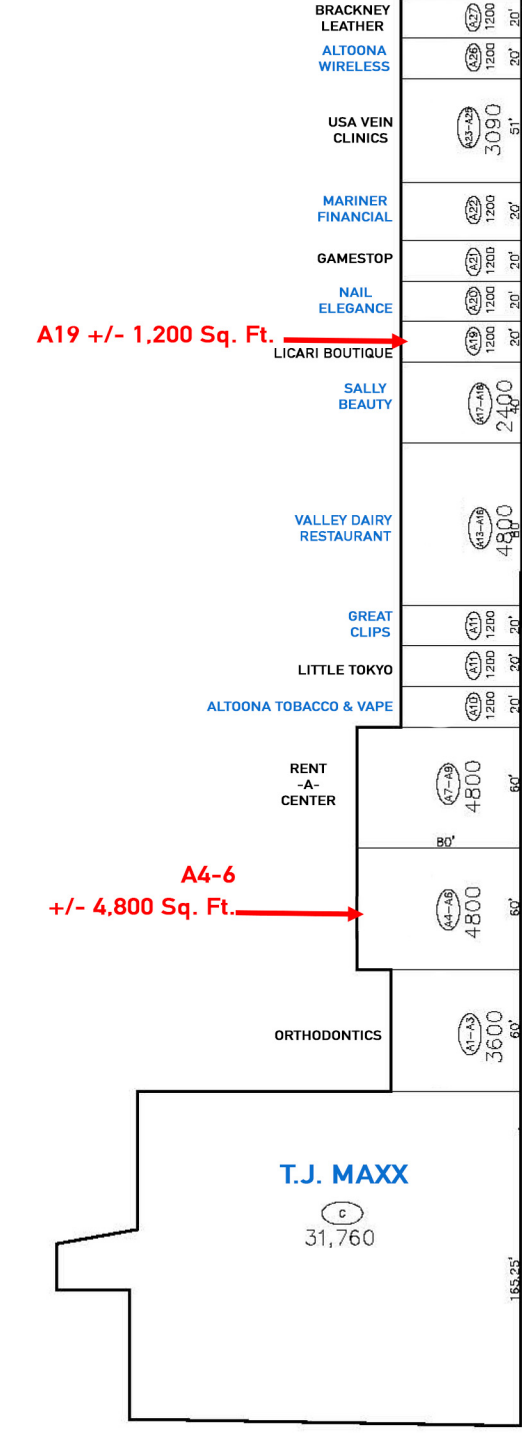 BRACKNEY
LEATHER
A27
1200
20'
ALTOONA
WIRELESS
A26
1200
20'
USA VEIN
CLINICS
A23-A25
3090
51'
MARINER
FINANCIAL
A22
1200
20'
GAMESTOP
A21
1200
20'
NAIL
ELEGANCE
A20
1200
20'
A19 +/- 1,200 Sq. Ft.
LICARI BOUTIQUE
A19
1200
20'
SALLY
BEAUTY
A17-A18
2400
40'
VALLEY DAIRY
RESTAURANT
A13-A16
4800
80'
GREAT
CLIPS
A11
1200
20'
LITTLE TOKYO
A11
1200
20'
ALTOONA TOBACCO & VAPE
A10
1200
20'
RENT
-A-
CENTER
A7-A9
4800
60'
80'
A4-6
+/- 4,800 Sq. Ft.
A4-A6
4800
60'
ORTHODONTICS
A1-A3
3600
60'
T.J. MAXX
C
31,760
165.25'